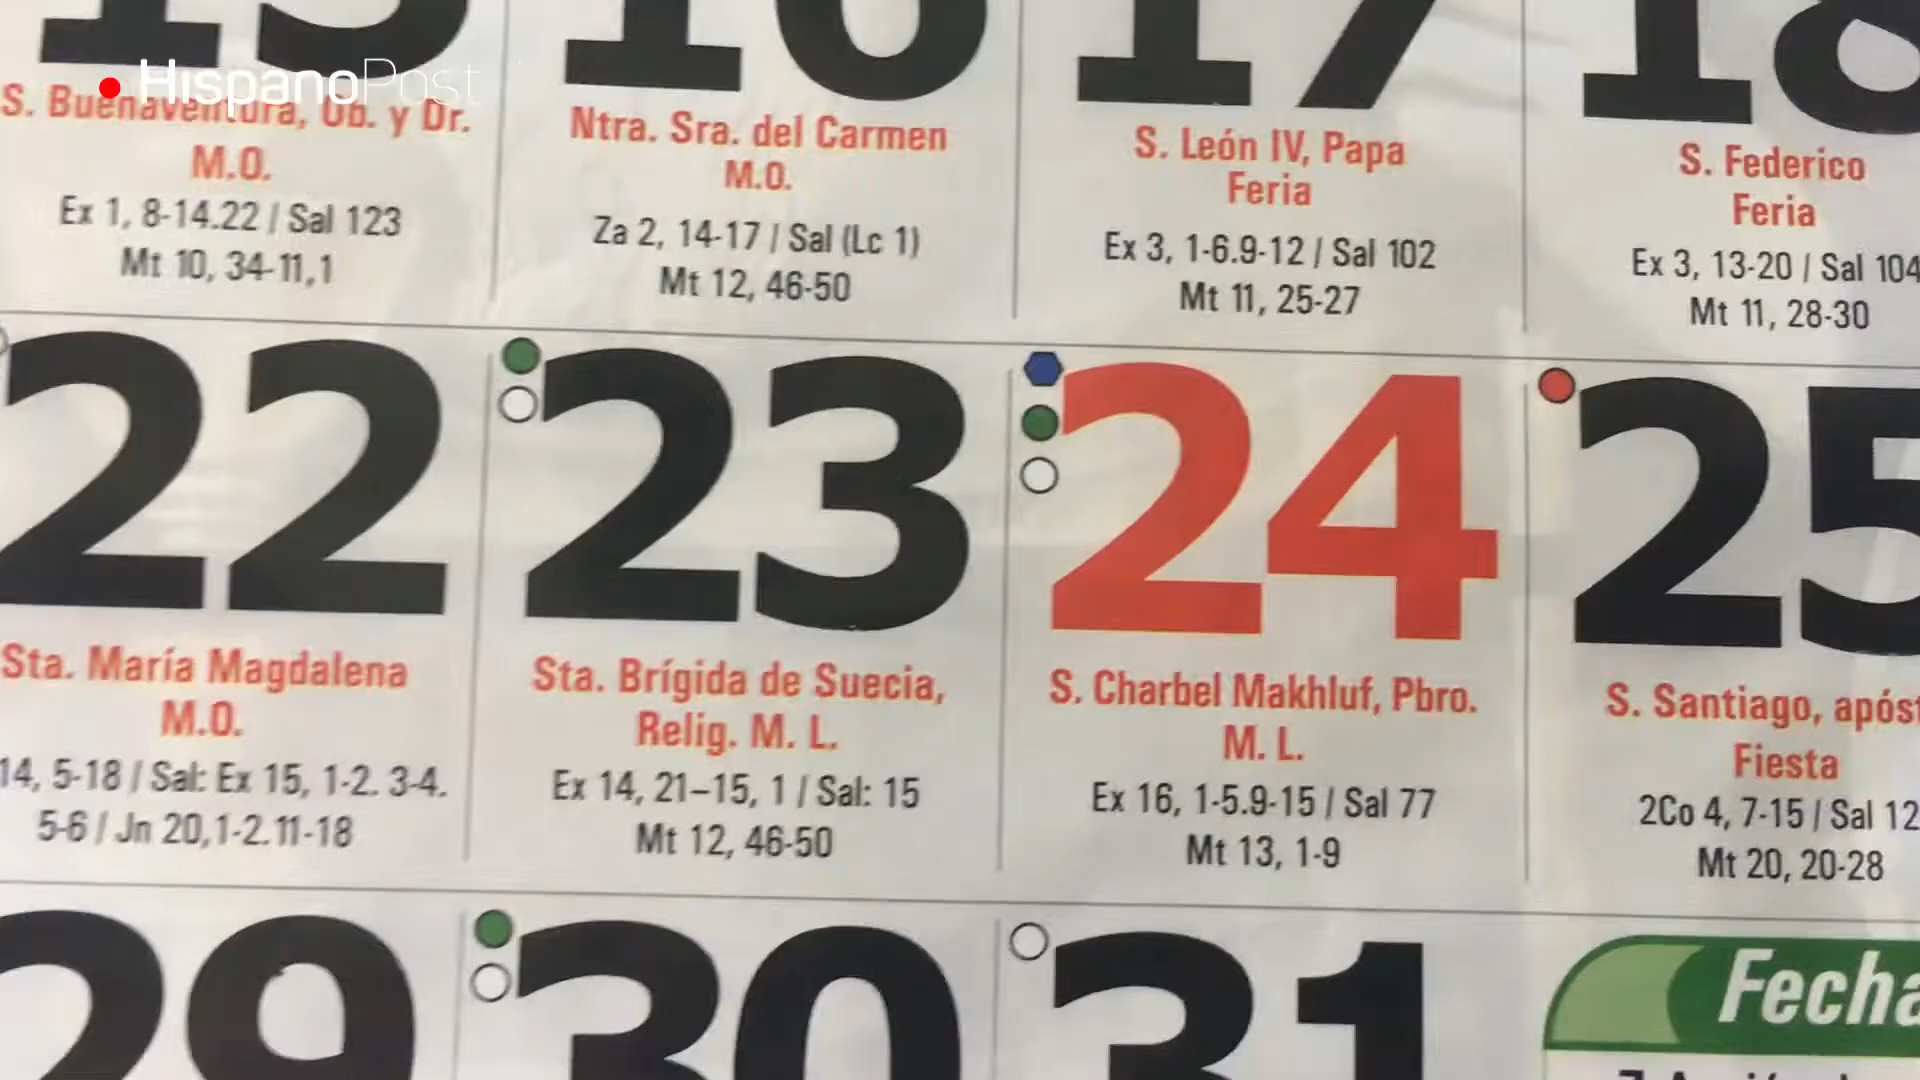 15 16 17 18
HispanoPost
S. Buenaventura, Ob. y Dr.
M.O.
Ex 1, 8-14.22 / Sal 123
Mt 10, 34-11,1
Ntra. Sra. del Carmen
M.O.
Za 2, 14-17 / Sal (Lc 1)
Mt 12, 46-50
S. León IV, Papa
Feria
Ex 3, 1-6.9-12 / Sal 102
Mt 11, 25-27
S. Federico
Feria
Ex 3, 13-20 / Sal 104
Mt 11, 28-30
22
Sta. María Magdalena
M.O.
14, 5-18 / Sal: Ex 15, 1-2. 3-4.
5-6 / Jn 20,1-2.11-18
23
Sta. Brígida de Suecia,
Relig. M. L.
Ex 14, 21–15, 1 / Sal: 15
Mt 12, 46-50
24
S. Charbel Makhluf, Pbro.
M. L.
Ex 16, 1-5.9-15 / Sal 77
Mt 13, 1-9
25
S. Santiago, após
Fiesta
2Co 4, 7-15 / Sal 12
Mt 20, 20-28
29 30 31
Fecha